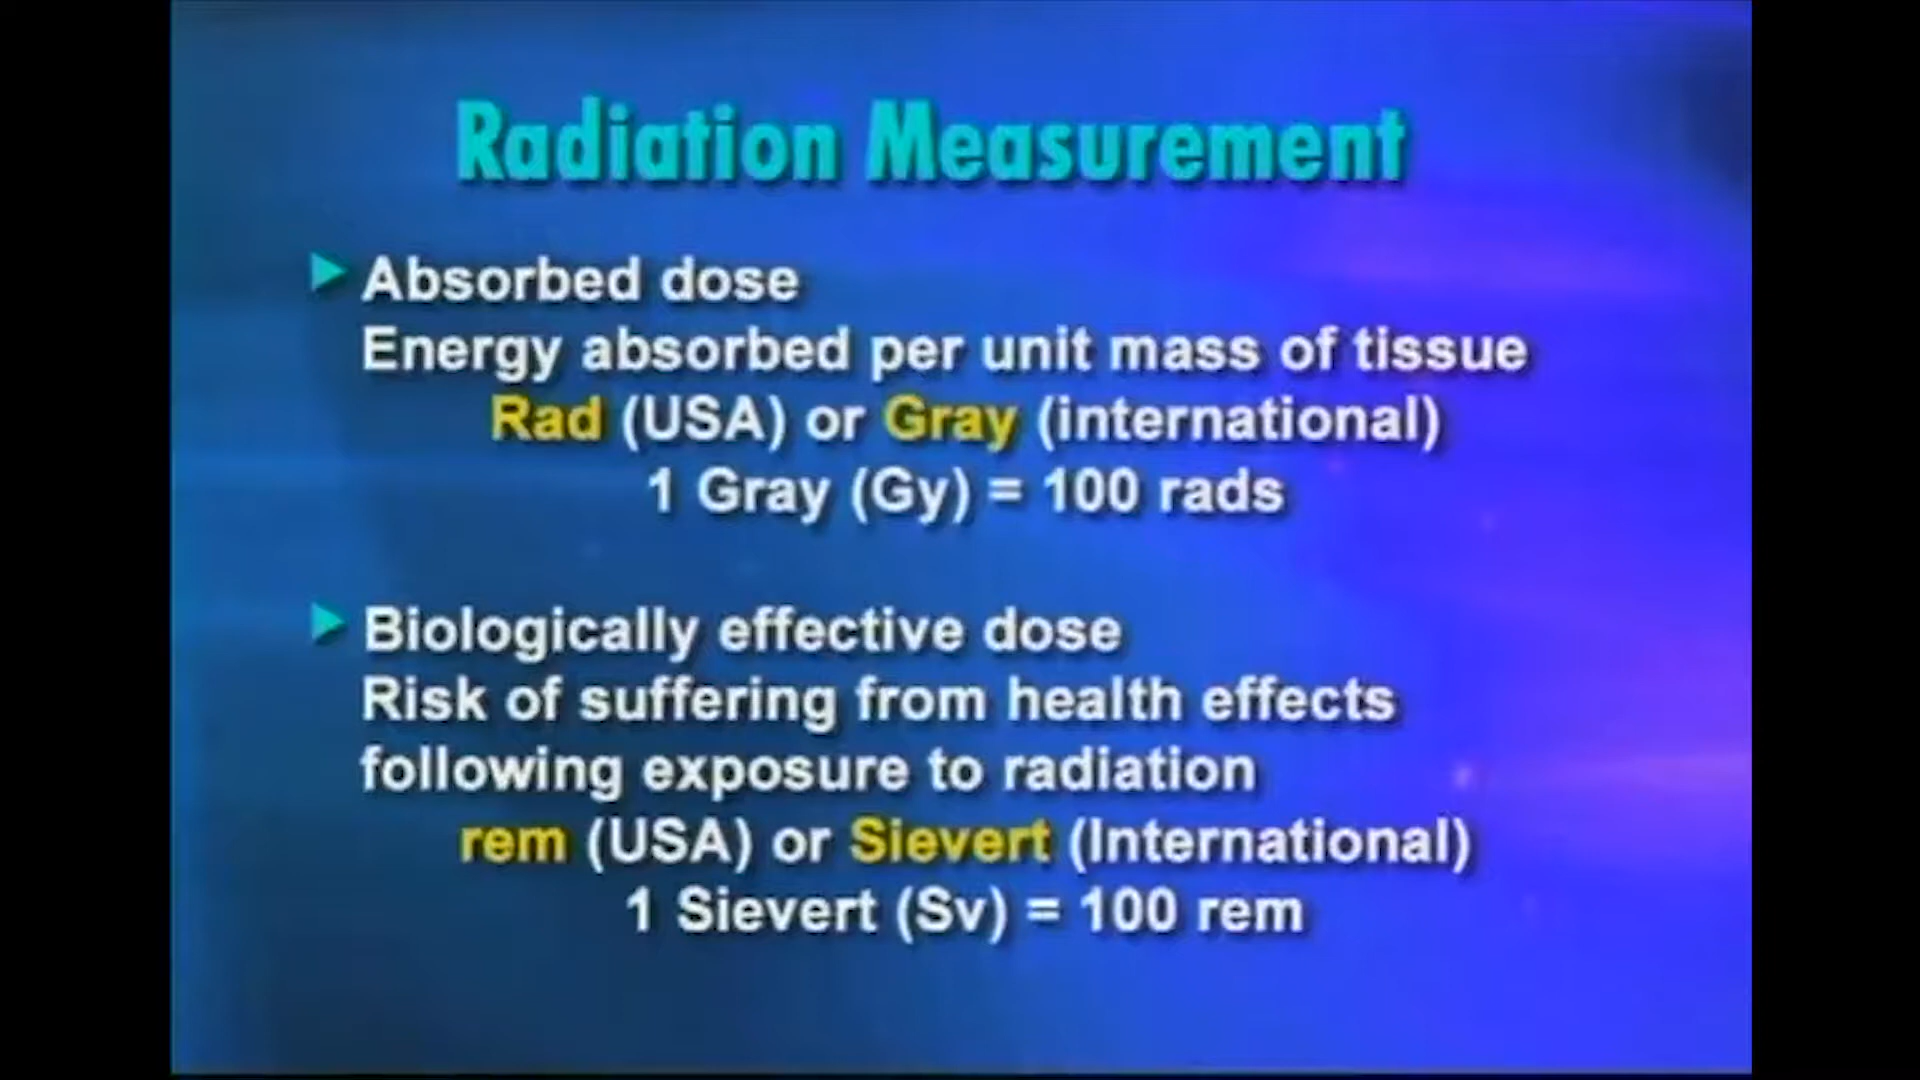 Radiation Measurement
Absorbed dose
Energy absorbed per unit mass of tissue
Rad (USA) or Gray (international)
1 Gray (Gy) = 100 rads
Biologically effective dose
Risk of suffering from health effects
following exposure to radiation
rem (USA) or Sievert (International)
1 Sievert (Sv) = 100 rem